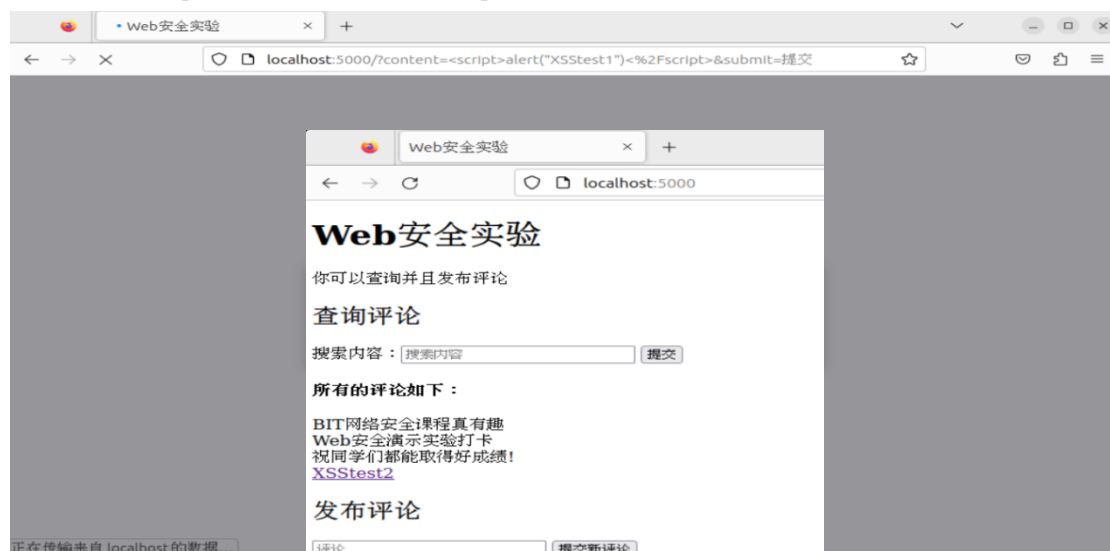 Web安全实验
localhost:5000/?content=<script>alert("XSStest1")<%2Fscript>&submit=提交
Web安全实验
localhost:5000
Web安全实验
你可以查询并且发布评论
查询评论
搜索内容：搜索内容 提交
所有的评论如下：
BIT网络安全课程真有趣
Web安全演示实验打卡
祝同学们都能取得好成绩!
XSStest2
发布评论
评论 提交新评论
正在传输来自 localhost 的数据...